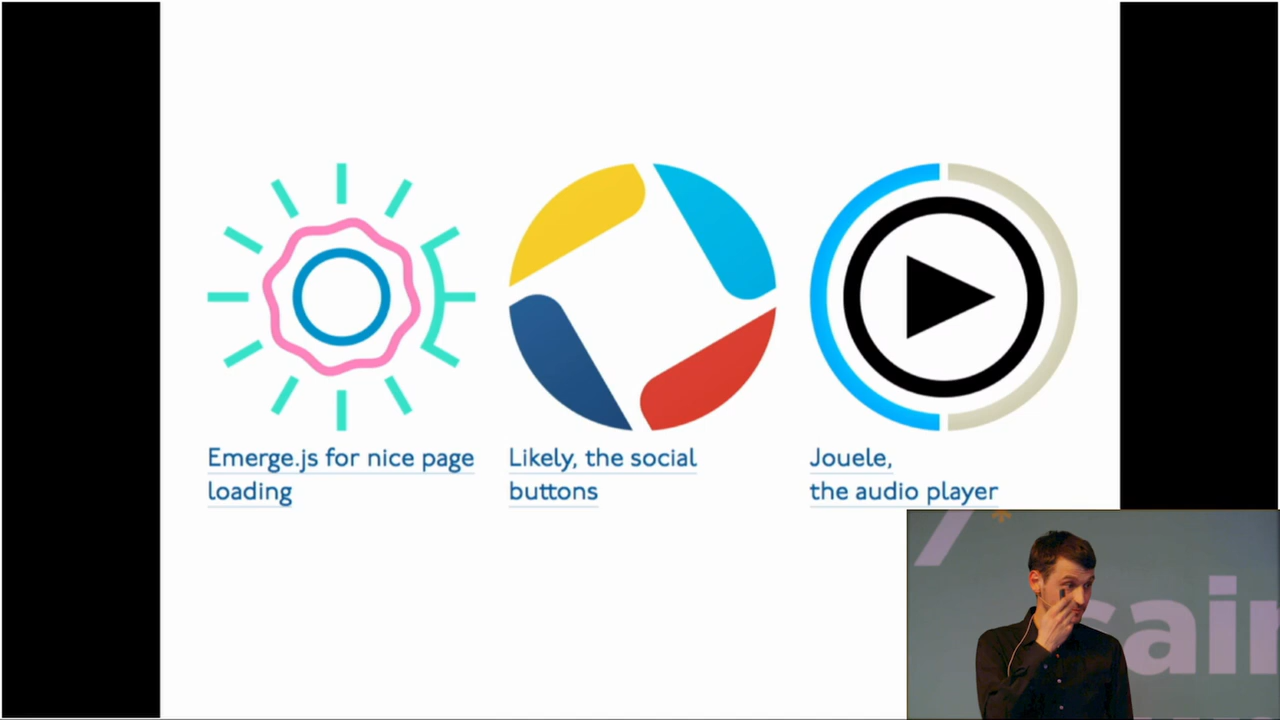 Emerge.js for nice page
loading
Likely, the social
buttons
Jouele,
the audio player